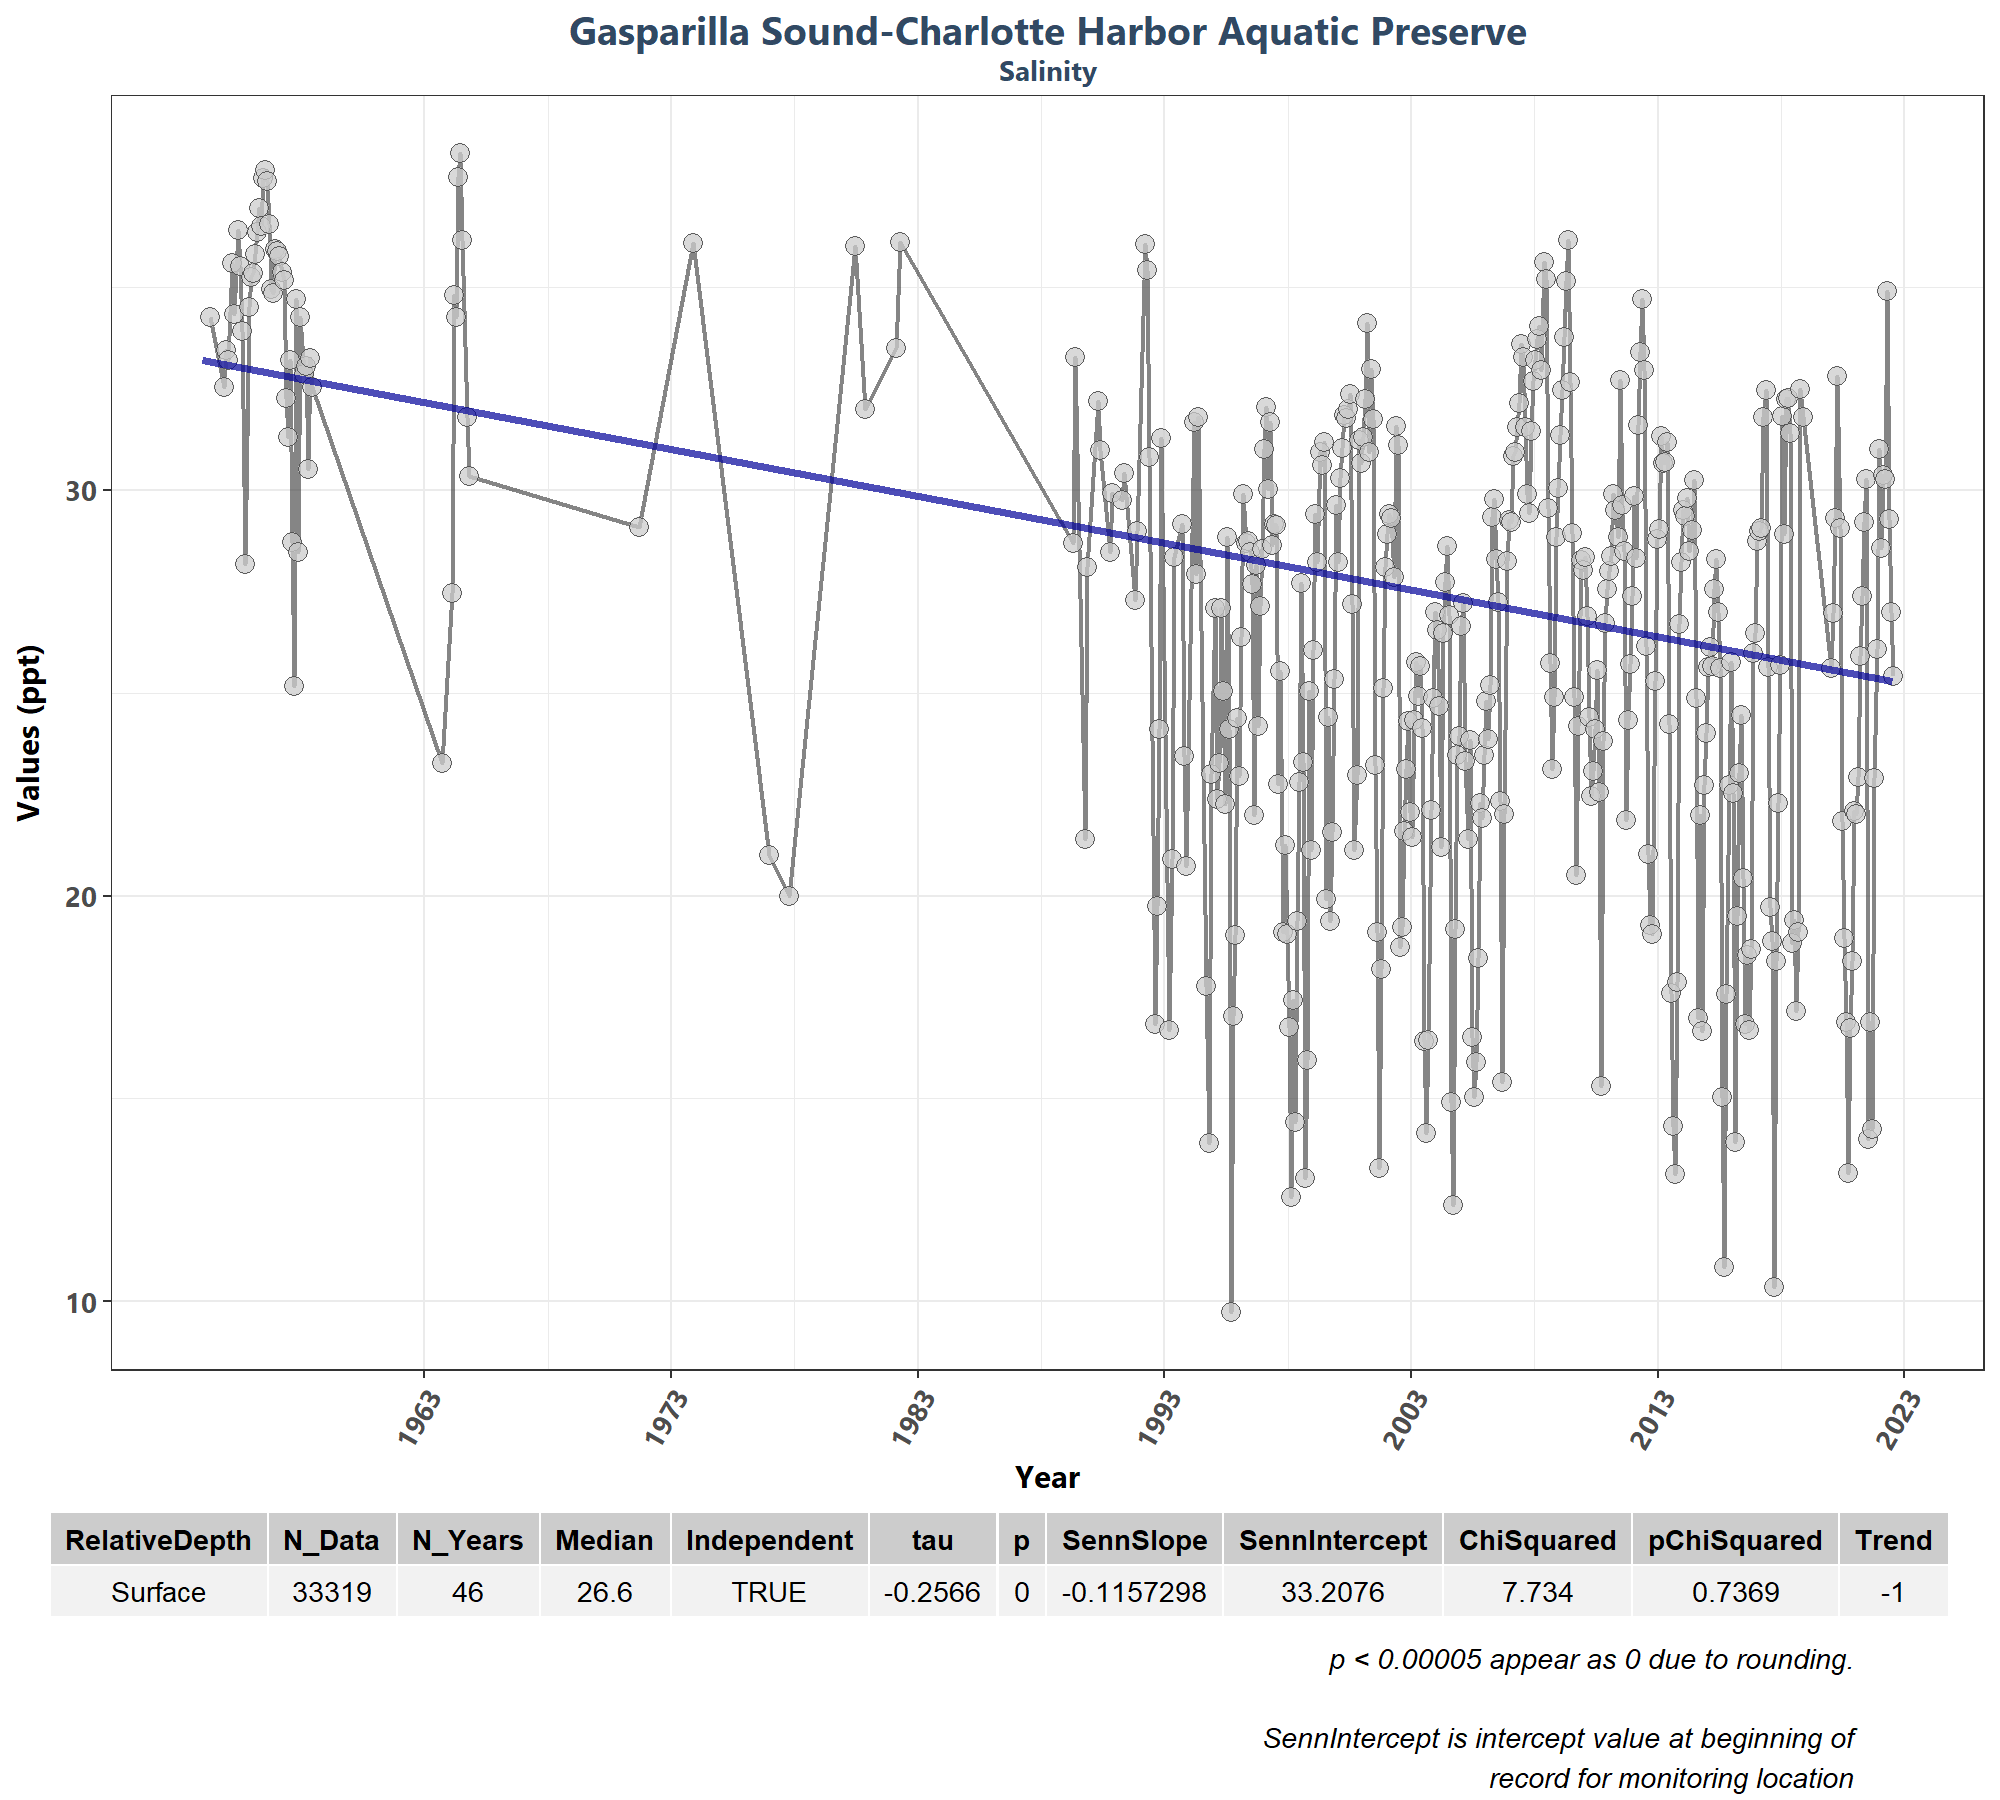 Gasparilla Sound-Charlotte Harbor Aquatic Preserve
Salinity
Values (ppt)
30
20
10
1963 1973 1983 1993 2003 2013 2023
Year
RelativeDepth N_Data N_Years Median Independent tau p SennSlope SennIntercept ChiSquared pChiSquared Trend
Surface 33319 46 26.6 TRUE -0.2566 0 -0.1157298 33.2076 7.734 0.7369 -1
p < 0.00005 appear as 0 due to rounding.
SennIntercept is intercept value at beginning of
record for monitoring location